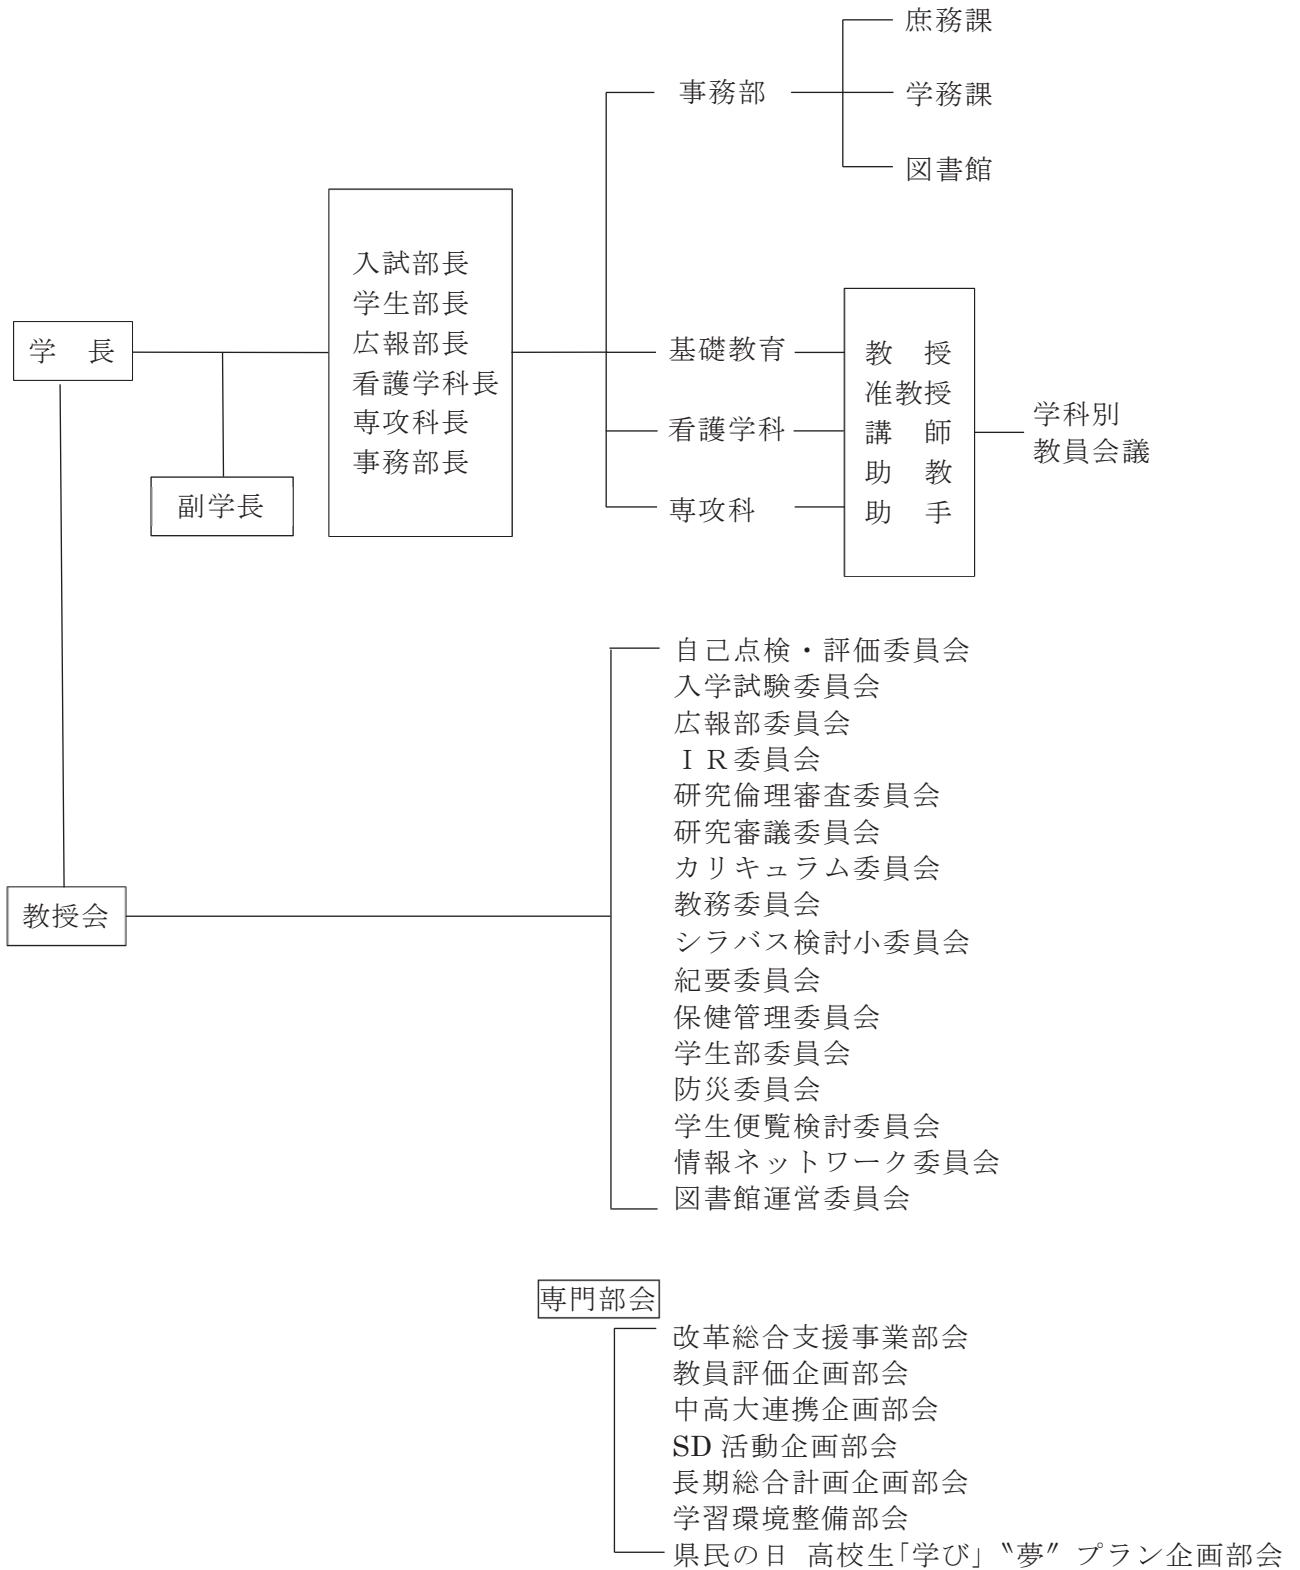 庶務課
事務部
学務課
図書館
入試部長
学生部長
広報部長
看護学科長
専攻科長
事務部長
学　長
副学長
基礎教育
看護学科
専攻科
教　授
准教授
講　師
助　教
助　手
学科別
教員会議
教授会
自己点検・評価委員会
入学試験委員会
広報部委員会
ＩＲ委員会
研究倫理審査委員会
研究審議委員会
カリキュラム委員会
教務委員会
シラバス検討小委員会
紀要委員会
保健管理委員会
学生部委員会
防災委員会
学生便覧検討委員会
情報ネットワーク委員会
図書館運営委員会
専門部会
改革総合支援事業部会
教員評価企画部会
中高大連携企画部会
SD 活動企画部会
長期総合計画企画部会
学習環境整備部会
県民の日 高校生「学び」〝夢〃 プラン企画部会